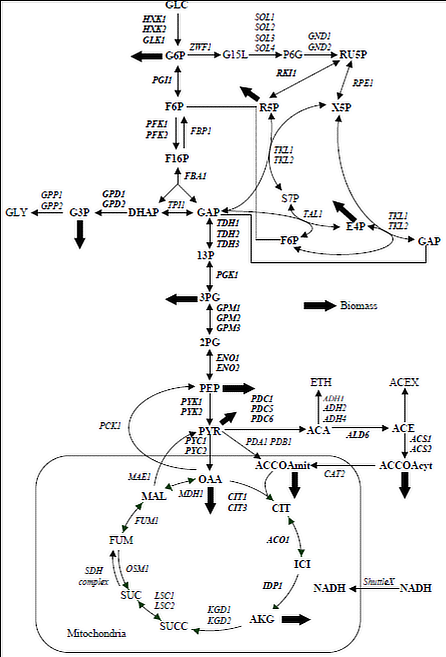 GLC
HXK1
HXK2
GLK1
SOL1
SOL2
SOL3
SOL4
GND1
GND2
G6P
ZWF1
G15L
P6G
RU5P
PGI1
RKI1
RPE1
F6P
R5P
X5P
PFK1
PFK2
FBP1
F16P
TKL1
TKL2
FBA1
S7P
GPP1
GPP2
GPD1
GPD2
TAL1
TKL1
TKL2
GLY
G3P
DHAP
TPI1
GAP
E4P
F6P
GAP
TDH1
TDH2
TDH3
13P
PGK1
3PG
Biomass
GPM1
GPM2
GPM3
2PG
ENO1
ENO2
PEP
ETH
ACEX
PYK1
PYK2
PDC1
PDC5
PDC6
ADH1
ADH2
ADH4
PCK1
PYR
ACA
ALD6
ACE
PYC1
PYC2
PDA1 PDB1
ACS1
ACS2
ACCOAmit
CAT2
ACCOAcyt
MAE1
OAA
MAL
MDH1
CIT1
CIT3
CIT
FUM1
ACO1
FUM
ICI
SDH
complex
OSM1
IDP1
NADH
ShuttleX
NADH
SUC
LSC1
LSC2
KGD1
KGD2
AKG
SUCC
Mitochondria